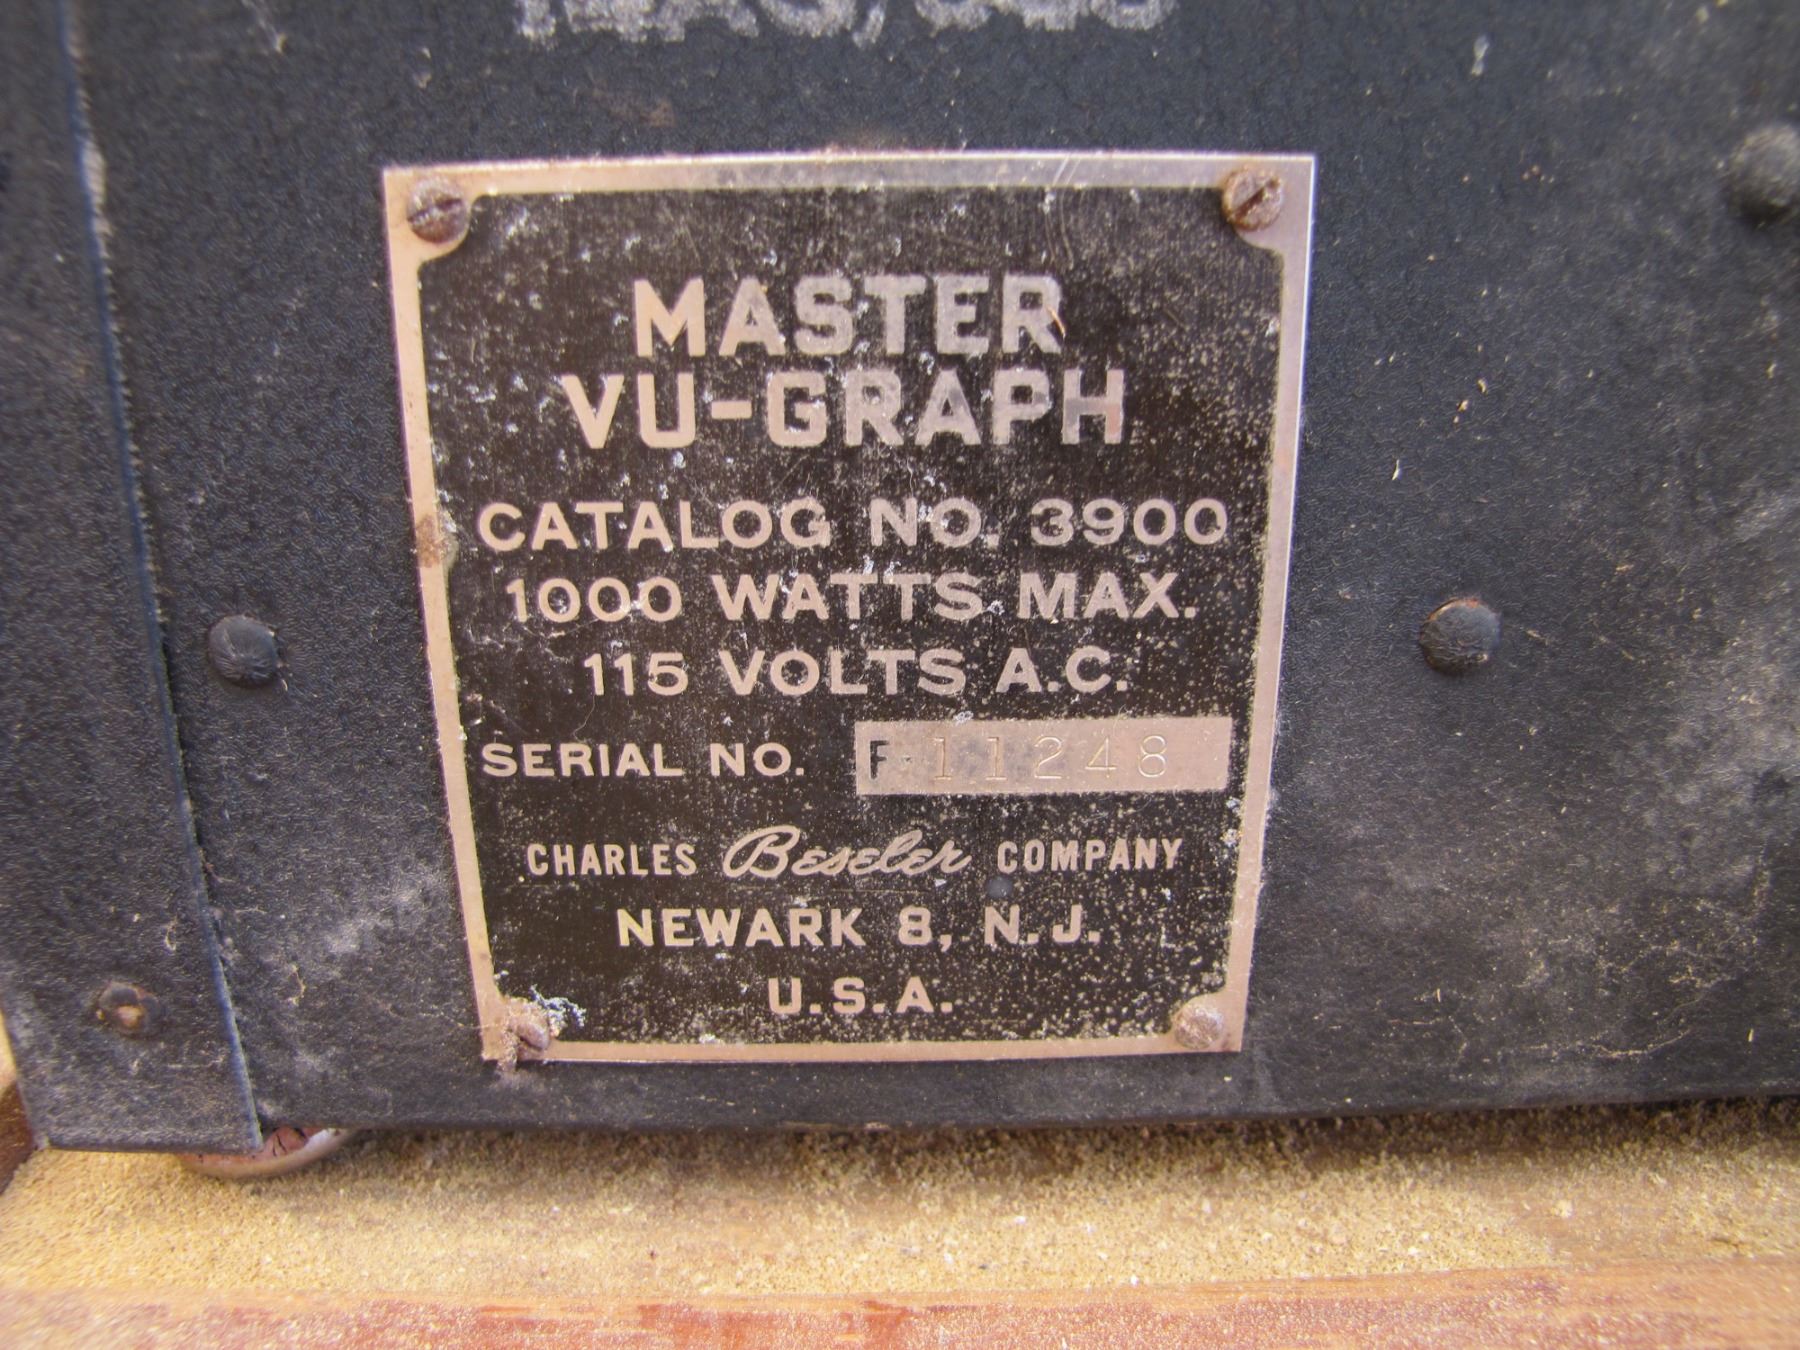 MASTER
VU-GRAPH
CATALOG NO. 3900
1000 WATTS MAX.
115 VOLTS A.C.
SERIAL NO. F 11248
CHARLES Beseler COMPANY
NEWARK 8, N.J.
U.S.A.